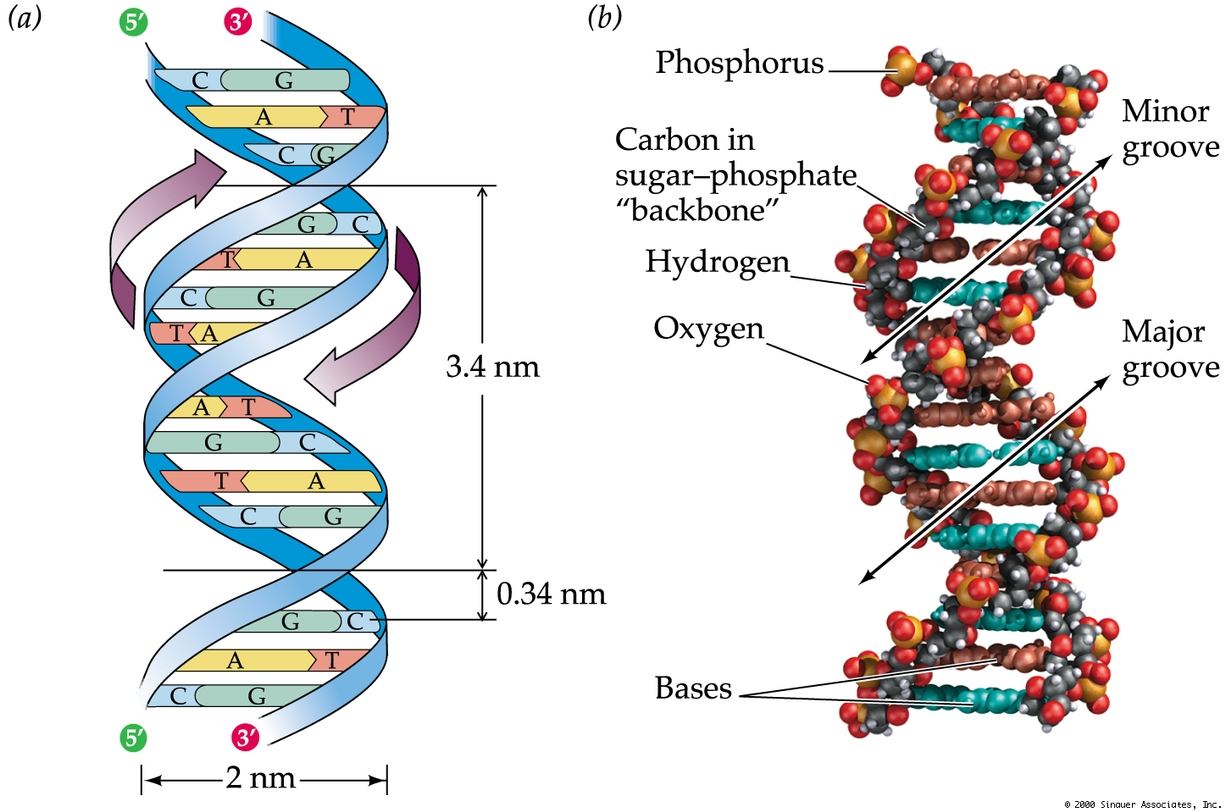 (a)
5′ 3′
C G
A T
C G
G C
T A
C G
T A
A T
G C
T A
C G
G C
A T
C G
5′ 3′
3.4 nm
0.34 nm
2 nm
(b)
Phosphorus
Carbon in
sugar–phosphate
“backbone”
Hydrogen
Oxygen
Bases
Minor
groove
Major
groove
© 2000 Sinauer Associates, Inc.